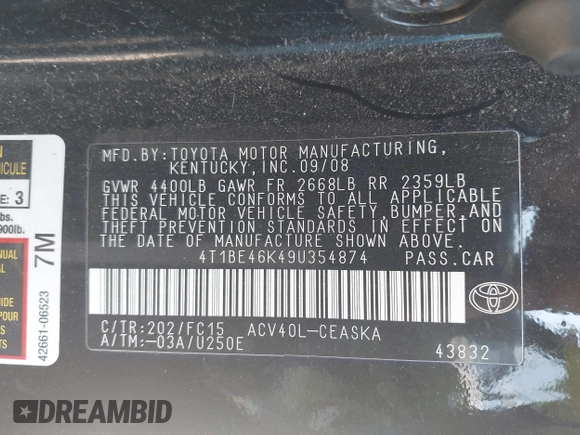 MFD.BY:TOYOTA MOTOR MANUFACTURING,
KENTUCKY,INC.09/08
GVWR 4400LB GAWR FR 2668LB RR 2359LB
THIS VEHICLE CONFORMS TO ALL APPLICABLE
FEDERAL MOTOR VEHICLE SAFETY,BUMPER,AND
THEFT PREVENTION STANDARDS IN EFFECT ON
THE DATE OF MANUFACTURE SHOWN ABOVE.
4T1BE46K49U354874 PASS.CAR
C/TR:202/FC15 ACV40L-CEASKA
A/TM:-03A/U250E
43832
3
7M
42661-06523
DREAMBID